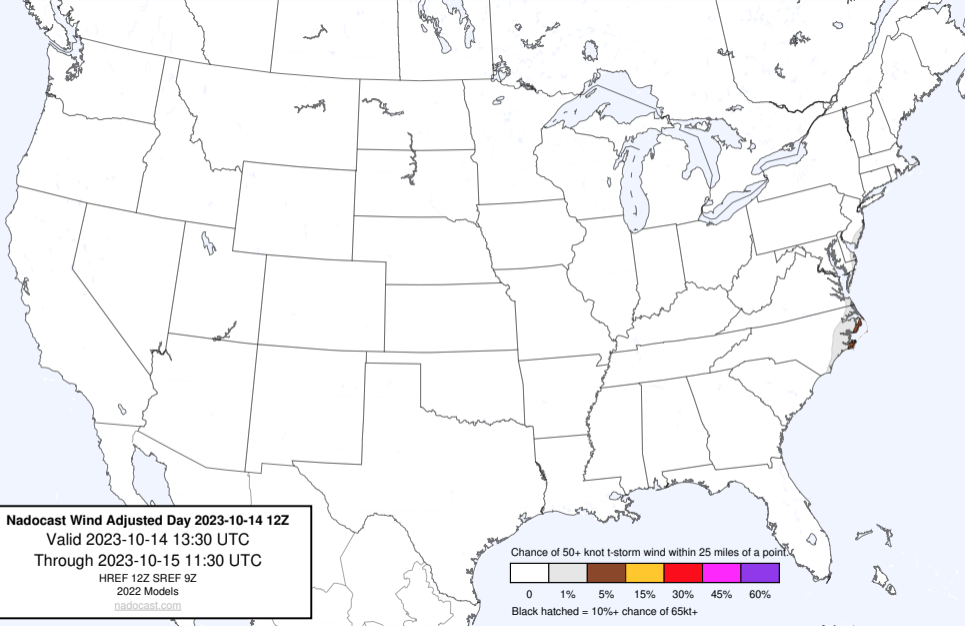 Nadocast Wind Adjusted Day 2023-10-14 12Z
Valid 2023-10-14 13:30 UTC
Through 2023-10-15 11:30 UTC
HREF 12Z SREF 9Z
2022 Models
nadocast.com
Chance of 50+ knot t-storm wind within 25 miles of a point.
0 1% 5% 15% 30% 45% 60%
Black hatched = 10%+ chance of 65kt+